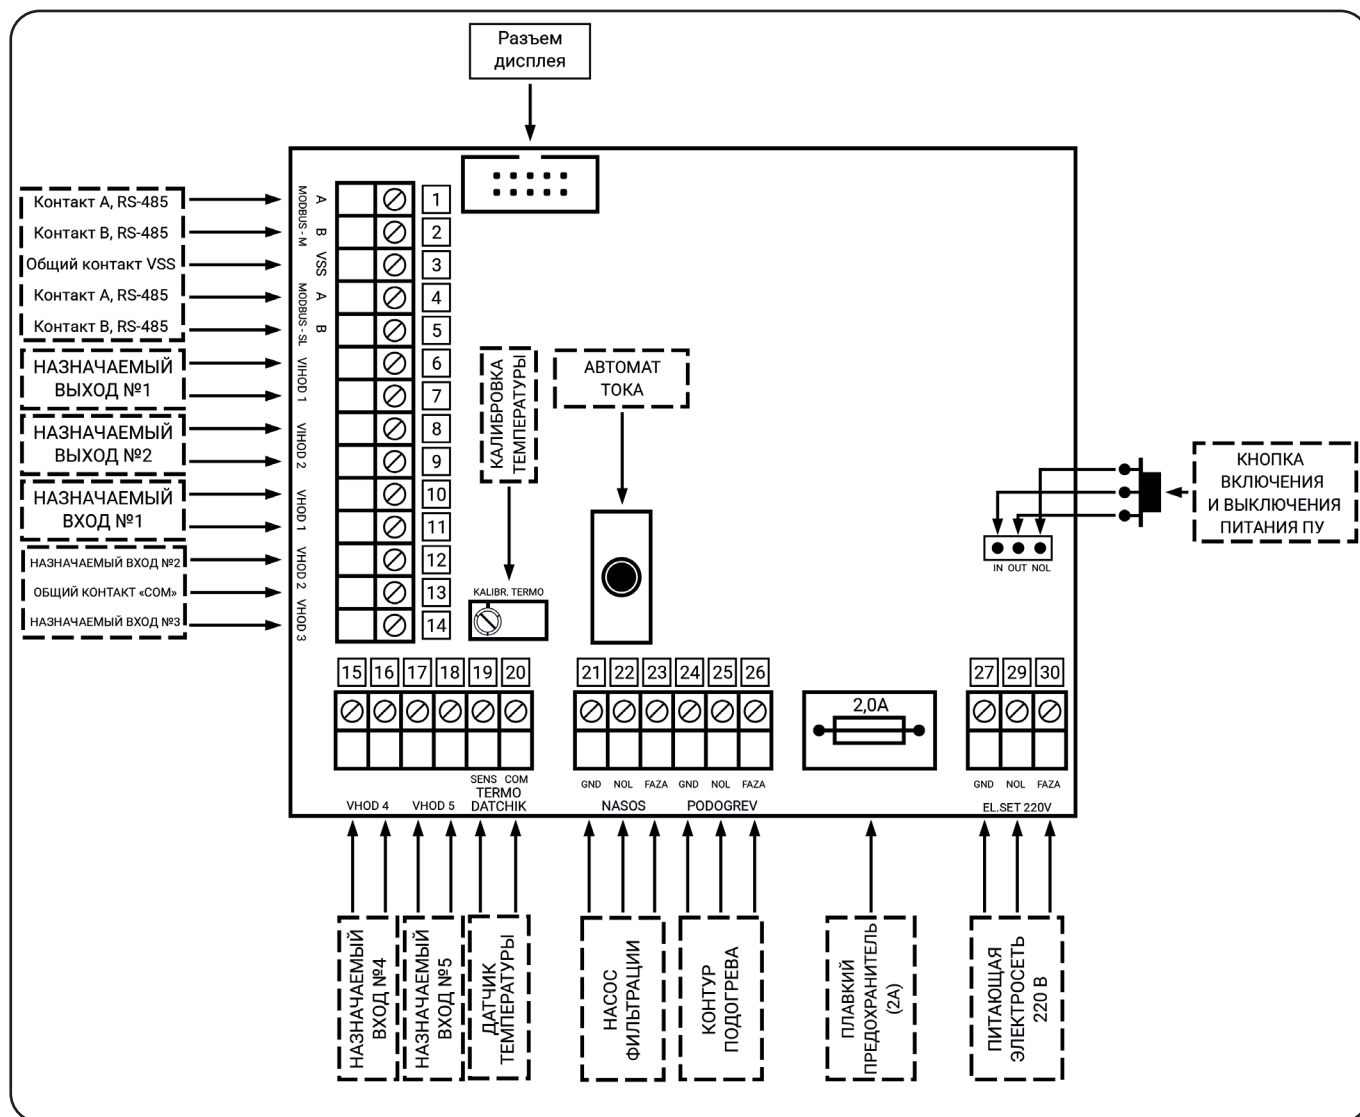 Разъем
дисплея
Контакт А, RS-485
Контакт B, RS-485
Общий контакт VSS
Контакт А, RS-485
Контакт B, RS-485
НАЗНАЧАЕМЫЙ
ВЫХОД №1
НАЗНАЧАЕМЫЙ
ВЫХОД №2
НАЗНАЧАЕМЫЙ
ВХОД №1
НАЗНАЧАЕМЫЙ ВХОД №2
ОБЩИЙ КОНТАКТ «COM»
НАЗНАЧАЕМЫЙ ВХОД №3
MODBUS - M
A
B
VSS
MODBUS - SL
A
B
VIHOD 1
VIHOD 2
VHOD 1
VHOD 2
VHOD 3
1
2
3
4
5
6
7
8
9
10
11
12
13
14
КАЛИБРОВКА
ТЕМПЕРАТУРЫ
АВТОМАТ
ТОКА
KALIBR. TERMO
КНОПКА
ВКЛЮЧЕНИЯ
И ВЫКЛЮЧЕНИЯ
ПИТАНИЯ ПУ
IN OUT NOL
15 16 17 18 19 20
21 22 23 24 25 26
27 29 30
2,0A
SENS COM
TERMO
DATCHIK
VHOD 4
VHOD 5
GND NOL FAZA GND NOL FAZA
NASOS
PODOGREV
GND NOL FAZA
EL.SET 220V
НАЗНАЧАЕМЫЙ
ВХОД №4
НАЗНАЧАЕМЫЙ
ВХОД №5
ДАТЧИК
ТЕМПЕРАТУРЫ
НАСОС
ФИЛЬТРАЦИИ
КОНТУР
ПОДОГРЕВА
ПЛАВКИЙ
ПРЕДОХРАНИТЕЛЬ
(2А)
ПИТАЮЩАЯ
ЭЛЕКТРОСЕТЬ
220 В